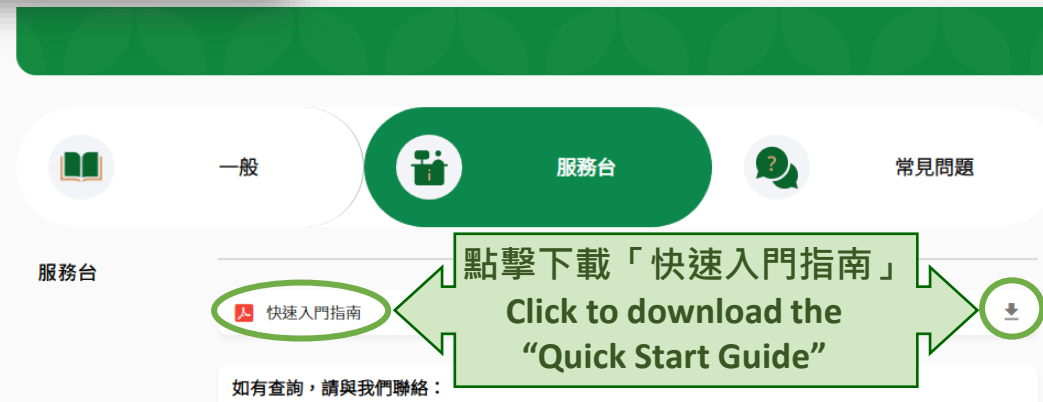 一般
服務台
常見問題
服務台
點擊下載「快速入門指南」
Click to download the
“Quick Start Guide”
快速入門指南
如有查詢，請與我們聯絡：